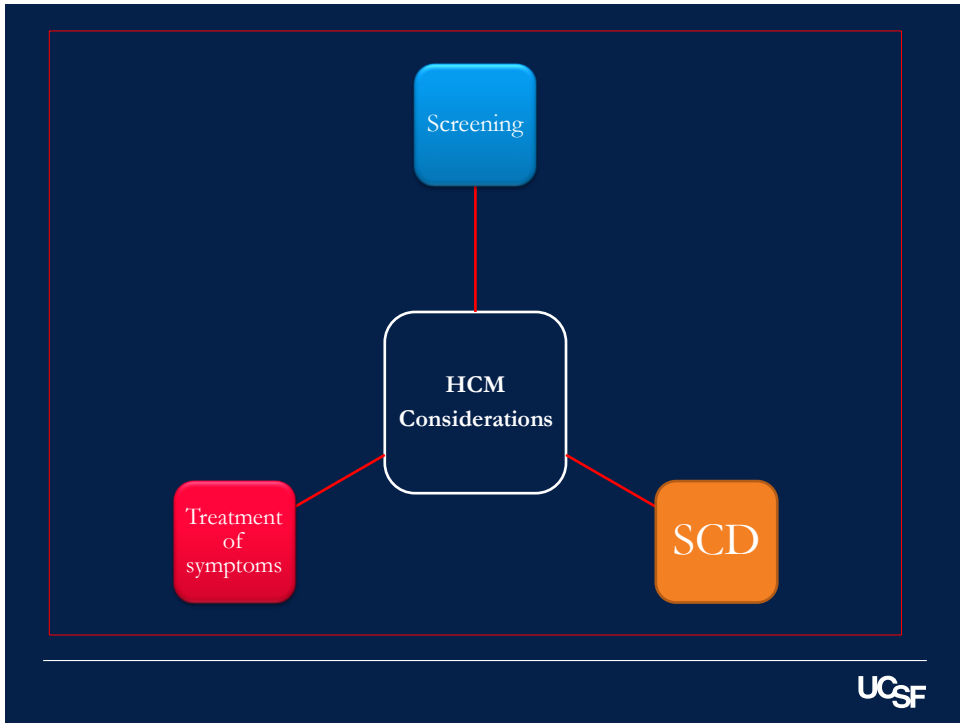 Screening
HCM
Considerations
Treatment
of
symptoms
SCD
UCSF